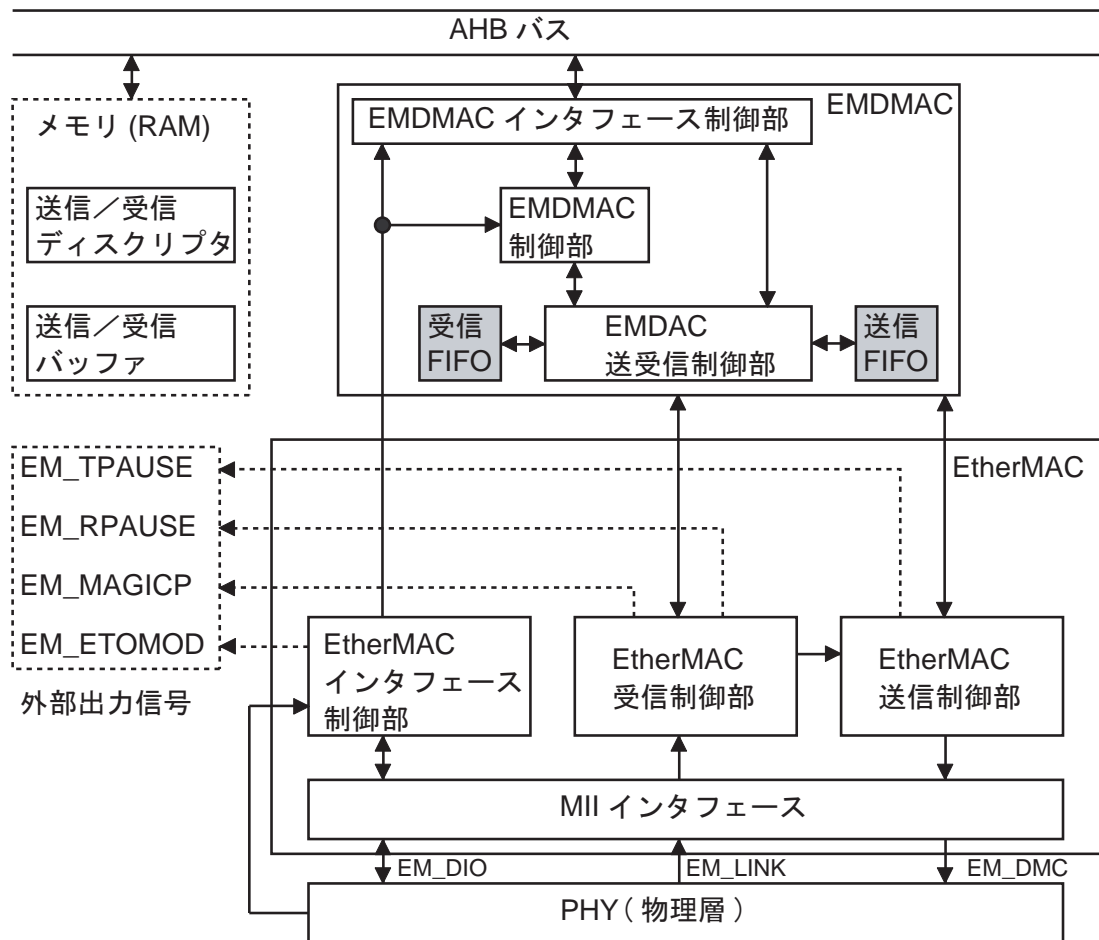 AHB バス
メモリ (RAM)
送信／受信
ディスクリプタ
送信／受信
バッファ
EMDMAC
EMDMAC インタフェース制御部
EMDMAC
制御部
受信
FIFO
EMDAC
送受信制御部
送信
FIFO
EM_TPAUSE
EM_RPAUSE
EM_MAGICP
EM_ETOMOD
外部出力信号
EtherMAC
EtherMAC
インタフェース
制御部
EtherMAC
受信制御部
EtherMAC
送信制御部
MII インタフェース
EM_DIO
EM_LINK
EM_DMC
PHY ( 物理層 )